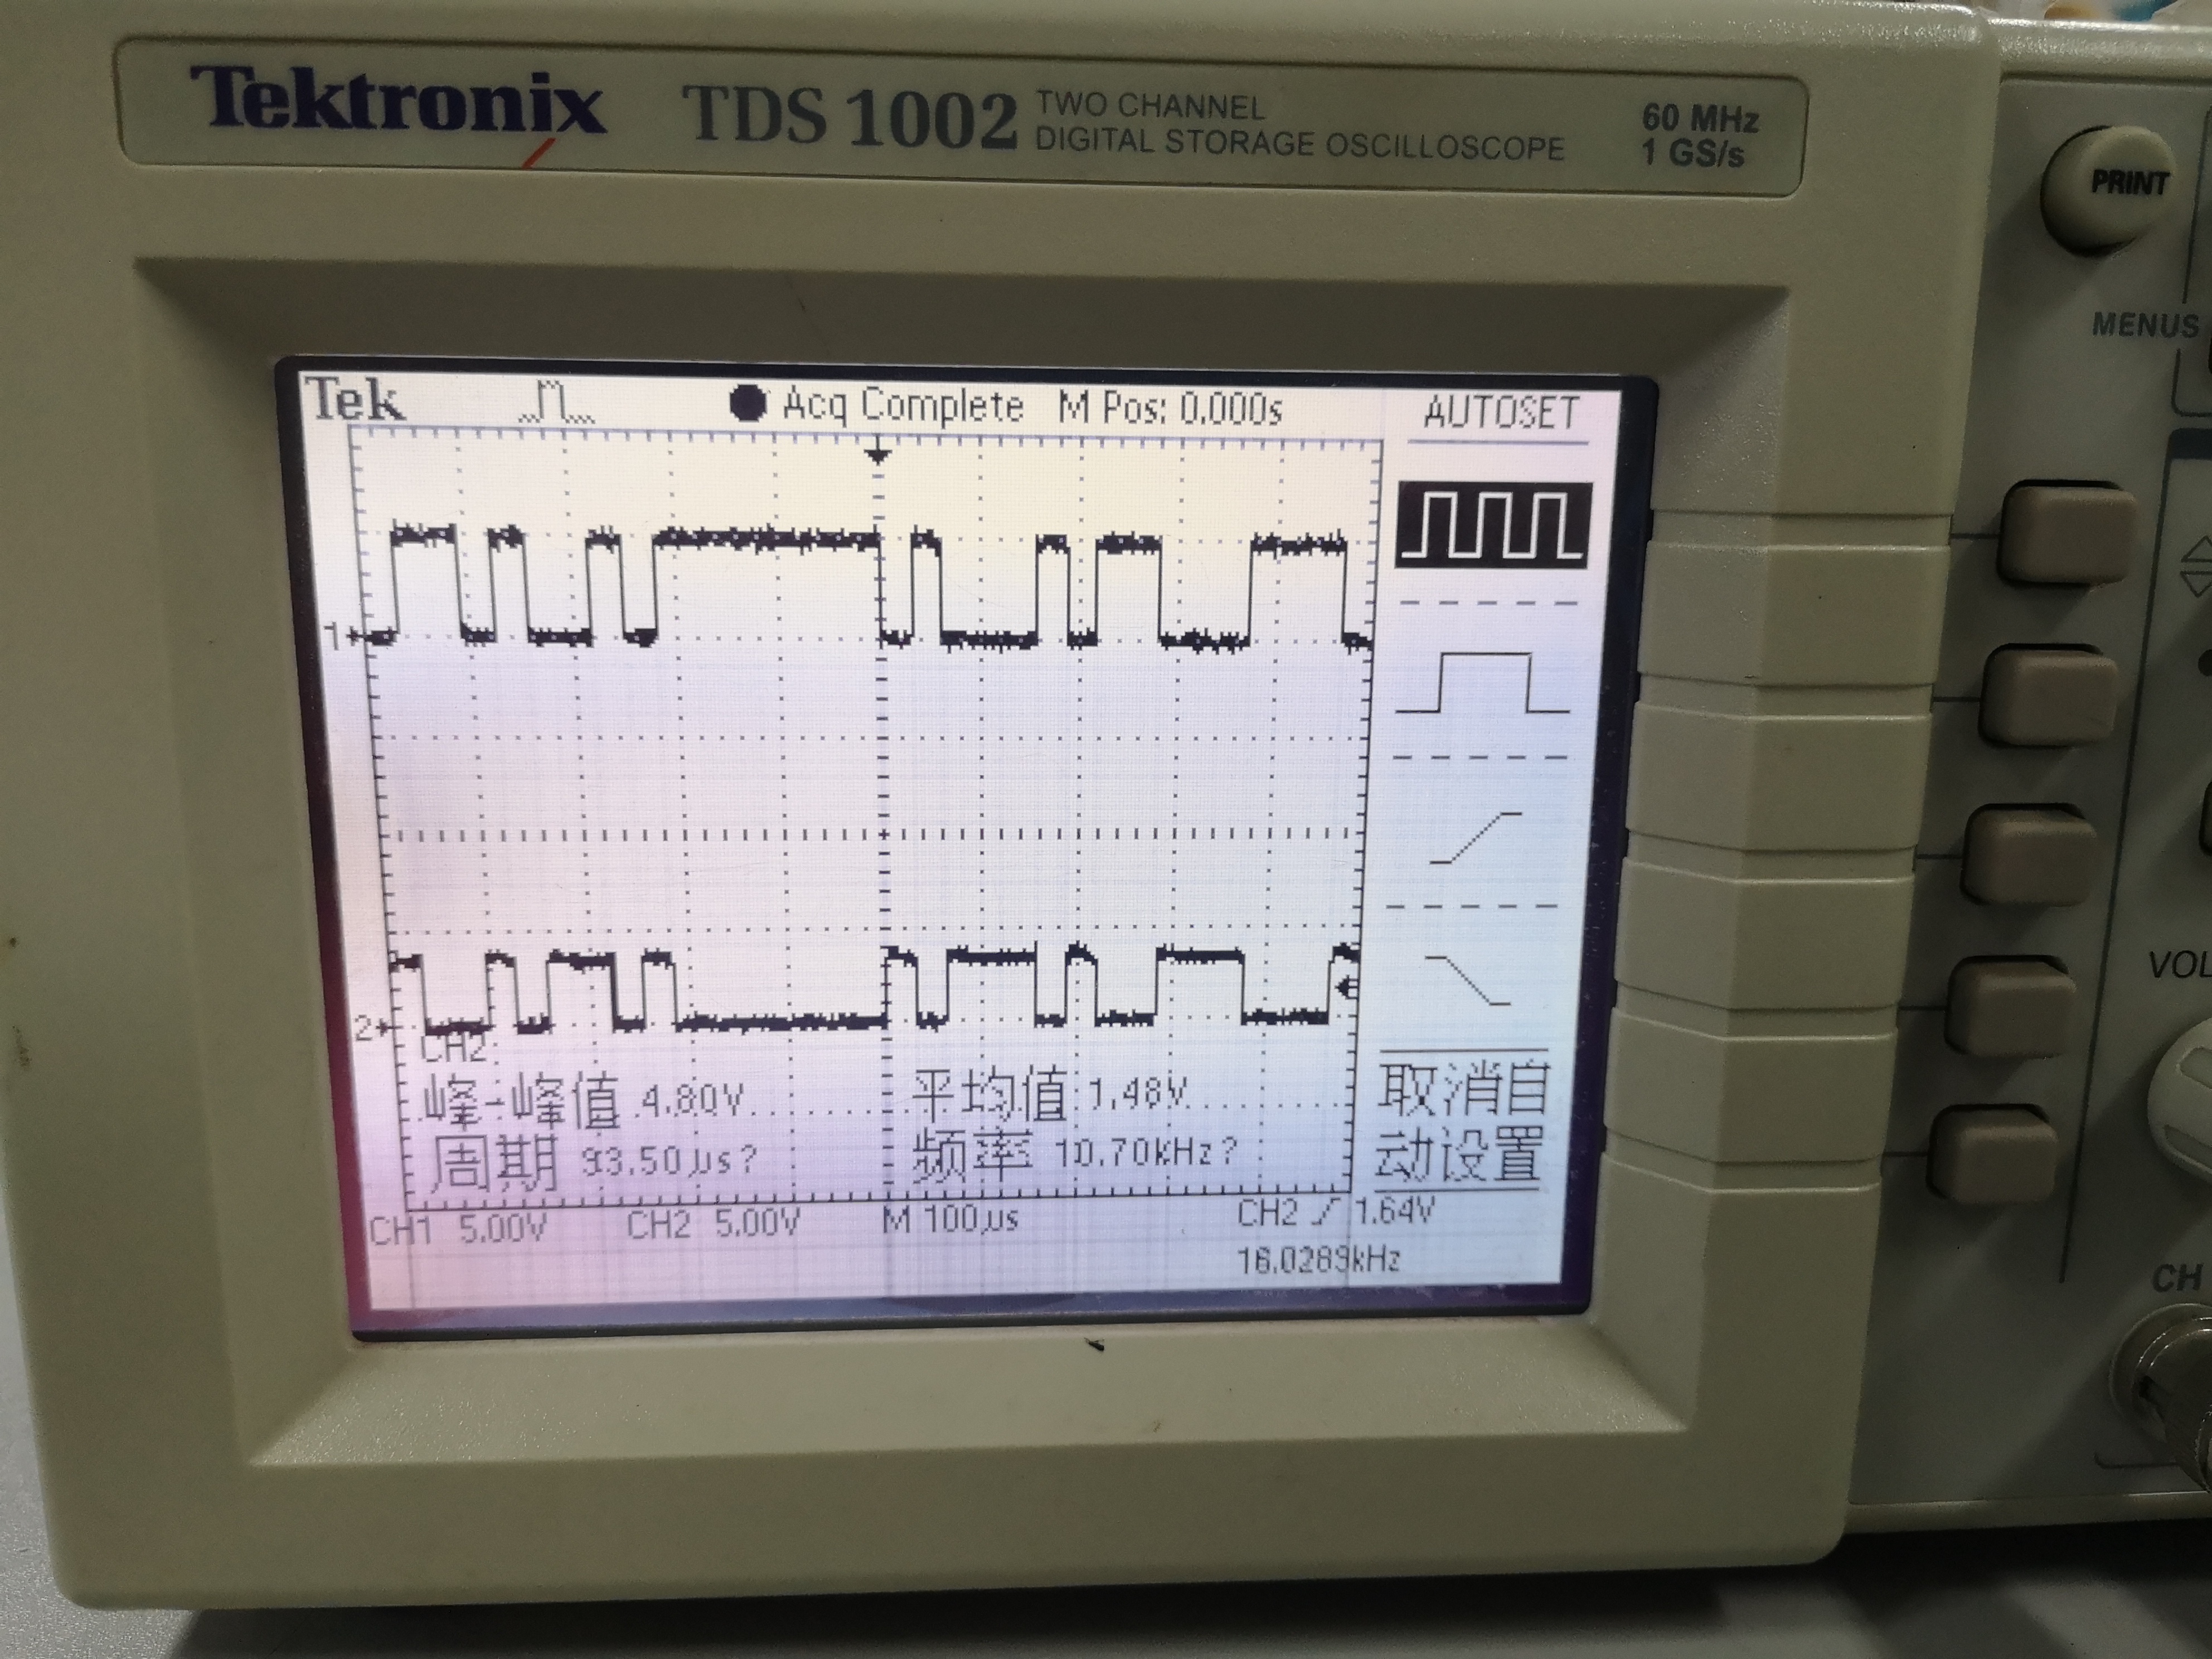 Tektronix TDS 1002 TWO CHANNEL DIGITAL STORAGE OSCILLOSCOPE 60 MHz 1 GS/s
PRINT
MENUS
Tek Acq Complete M Pos: 0.000s AUTOSET
1
2
CH2
峰-峰值 4.80V 平均值 1.48V
周期 93.50µs? 频率 10.70kHz?
取消自
动设置
CH1 5.00V CH2 5.00V M 100µs CH2 1.64V
16.0289kHz